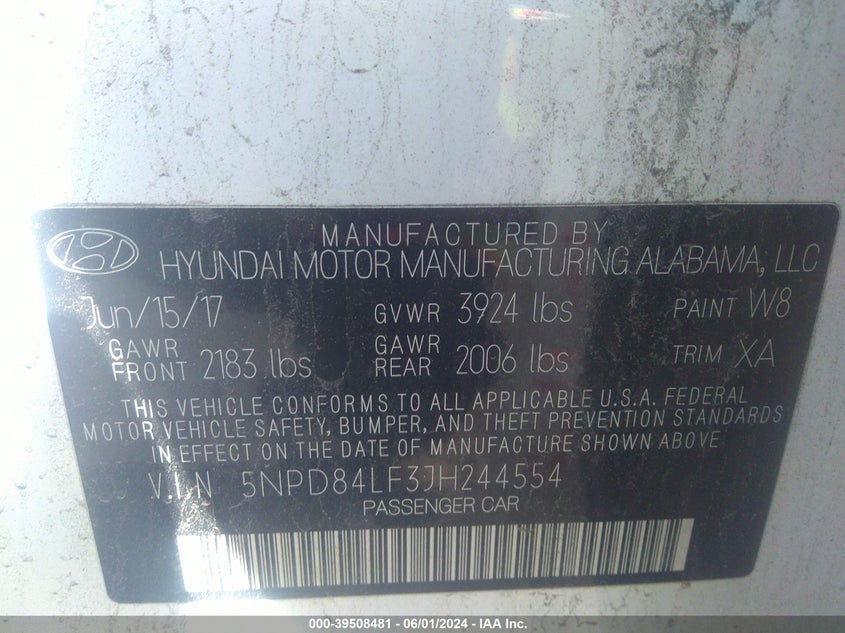 MANUFACTURED BY
HYUNDAI MOTOR MANUFACTURING ALABAMA, LLC
Jun/15/17 GVWR 3924 lbs PAINT W8
GAWR FRONT 2183 lbs GAWR REAR 2006 lbs TRIM XA
THIS VEHICLE CONFORMS TO ALL APPLICABLE U.S.A. FEDERAL
MOTOR VEHICLE SAFETY, BUMPER, AND THEFT PREVENTION STANDARDS
IN EFFECT ON THE DATE OF MANUFACTURE SHOWN ABOVE
V.I.N 5NPD84LF3JH244554
PASSENGER CAR
000-39508481 - 06/01/2024 - IAA Inc.